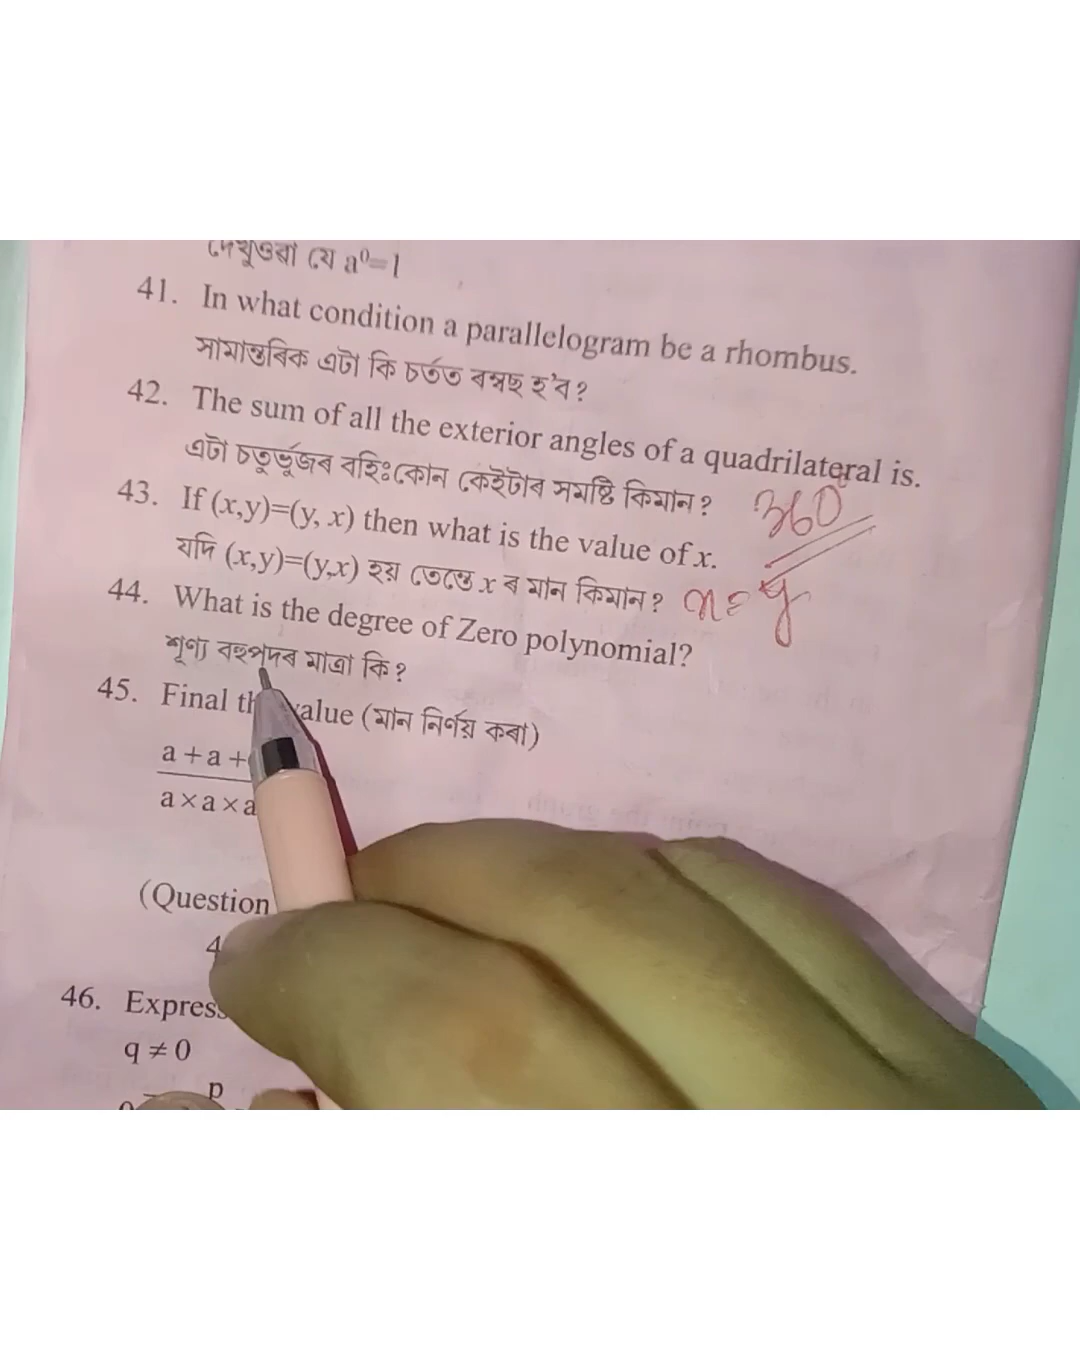 দেখুওৱা যে a⁰=1
41. In what condition a parallelogram be a rhombus.
সামান্তৰিক এটা কি চৰ্তত ৰম্বছ হ'ব ?
42. The sum of all the exterior angles of a quadrilateral is.
এটা চতুৰ্ভূজৰ বহিঃকোন কেইটাৰ সমষ্টি কিমান ? 360°
43. If (x,y)=(y, x) then what is the value of x.
যদি (x,y)=(y,x) হয় তেন্তে x ৰ মান কিমান ? x = y
44. What is the degree of Zero polynomial?
শূণ্য বহুপদৰ মাত্ৰা কি ?
45. Final the value (মান নিৰ্ণয় কৰা)
a + a +
a × a × a
(Question
4
46. Express
q ≠ 0
p